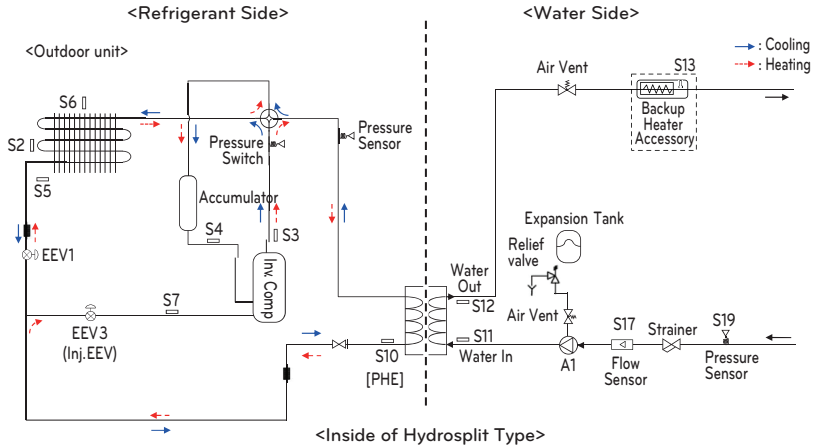 <Refrigerant Side>
<Water Side>
<Outdoor unit>
: Cooling
: Heating
S6
S2
S5
Pressure
Switch
Pressure
Sensor
Air Vent
S13
Backup
Heater
Accessory
Accumulator
S4
S3
Inv. Comp
EEV1
EEV3
(Inj.EEV)
S7
Expansion Tank
Relief
valve
Water
Out
S12
Air Vent
S11
Water In
S10
[PHE]
A1
S17
Flow
Sensor
Strainer
S19
Pressure
Sensor
<Inside of Hydrosplit Type>